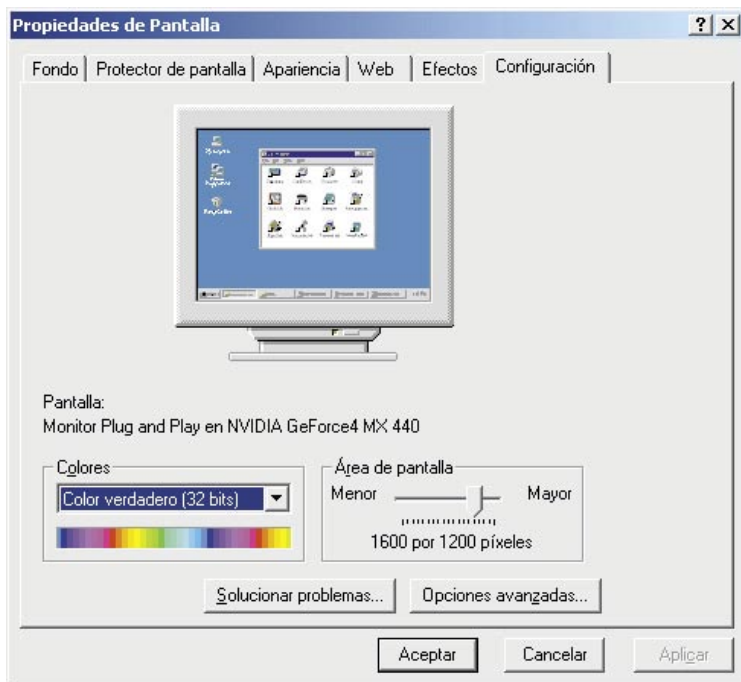 Propiedades de Pantalla
Fondo Protector de pantalla Apariencia Web Efectos Configuración
Pantalla:
Monitor Plug and Play en NVIDIA GeForce4 MX 440
Colores
Color verdadero (32 bits)
Área de pantalla
Menor Mayor
1600 por 1200 píxeles
Solucionar problemas... Opciones avanzadas...
Aceptar Cancelar Aplicar